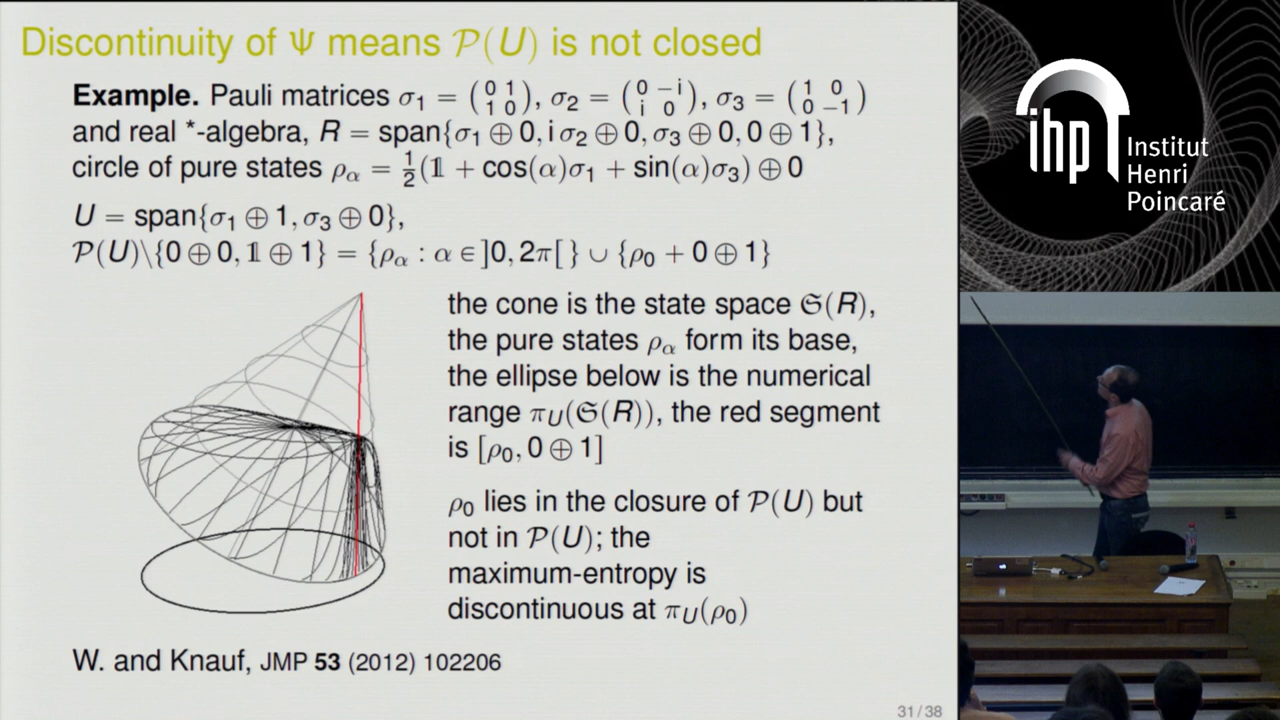 Discontinuity of Ψ means 𝒫(U) is not closed
Example. Pauli matrices σ₁ = (0 1 / 1 0), σ₂ = (0 −i / i 0), σ₃ = (1 0 / 0 −1)
and real *-algebra, R = span{σ₁ ⊕ 0, i σ₂ ⊕ 0, σ₃ ⊕ 0, 0 ⊕ 1},
circle of pure states ρ_α = ½(𝟙 + cos(α)σ₁ + sin(α)σ₃) ⊕ 0
U = span{σ₁ ⊕ 1, σ₃ ⊕ 0},
𝒫(U)\{0 ⊕ 0, 𝟙 ⊕ 1} = {ρ_α : α ∈ ]0, 2π[ } ∪ {ρ₀ + 0 ⊕ 1}
the cone is the state space 𝔖(R),
the pure states ρ_α form its base,
the ellipse below is the numerical
range π_U(𝔖(R)), the red segment
is [ρ₀, 0 ⊕ 1]
ρ₀ lies in the closure of 𝒫(U) but
not in 𝒫(U); the
maximum-entropy is
discontinuous at π_U(ρ₀)
W. and Knauf, JMP 53 (2012) 102206
31 / 38
ihp
Institut
Henri
Poincaré